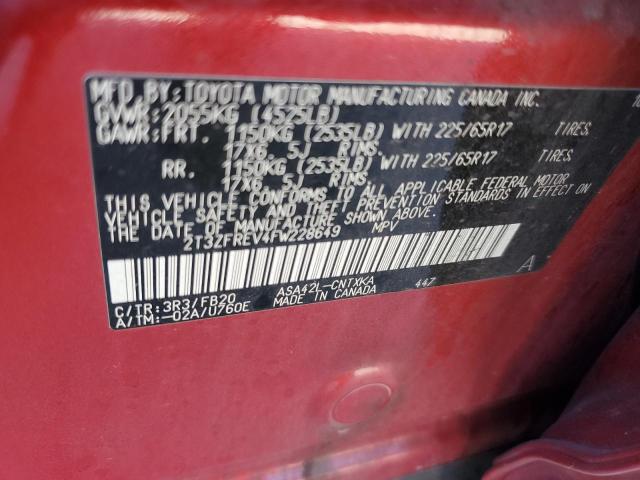 MFD. BY: TOYOTA MOTOR MANUFACTURING CANADA INC.
GVWR: 2055KG (4525LB)
GAWR: FRT. 1150KG (2535LB) WITH 225/65R17 TIRES
17X6.5J RIMS
RR. 1150KG (2535LB) WITH 225/65R17 TIRES
17X6.5J RIMS
THIS VEHICLE CONFORMS TO ALL APPLICABLE FEDERAL MOTOR
VEHICLE SAFETY AND THEFT PREVENTION STANDARDS IN EFFECT ON
THE DATE OF MANUFACTURE SHOWN ABOVE.
2T3ZFREV4FW228649 MPV
A
C/TR: 3R3/FB20 ASA42L-CNTXKA 447
A/TM: -02A/U760E MADE IN CANADA